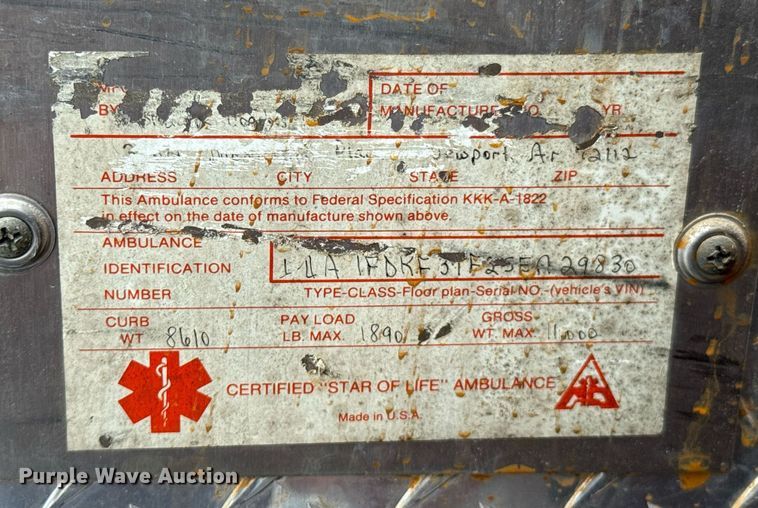 DATE OF
BY MANUFACTURE YR
Newport, Ar 72112
ADDRESS CITY STATE ZIP
This Ambulance conforms to Federal Specification KKK-A-1822
in effect on the date of manufacture shown above.
AMBULANCE
IDENTIFICATION
NUMBER TYPE-CLASS-Floor plan-Serial NO.-(vehicle's VIN)
CURB PAY LOAD GROSS
WT 8610 LB. MAX. 1890 WT. MAX 11,000
CERTIFIED "STAR OF LIFE" AMBULANCE
Made in U.S.A.
Purple Wave Auction